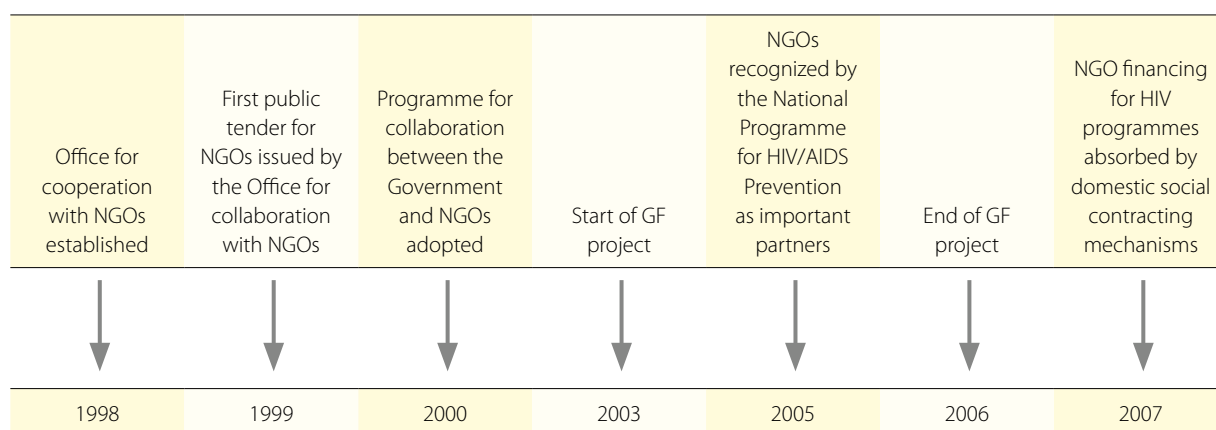 Office for
cooperation
with NGOs
established
First public
tender for
NGOs issued by
the Office for
collaboration
with NGOs
Programme for
collaboration
between the
Government
and NGOs
adopted
Start of GF
project
NGOs
recognized by
the National
Programme
for HIV/AIDS
Prevention
as important
partners
End of GF
project
NGO financing
for HIV
programmes
absorbed by
domestic social
contracting
mechanisms
1998
1999
2000
2003
2005
2006
2007